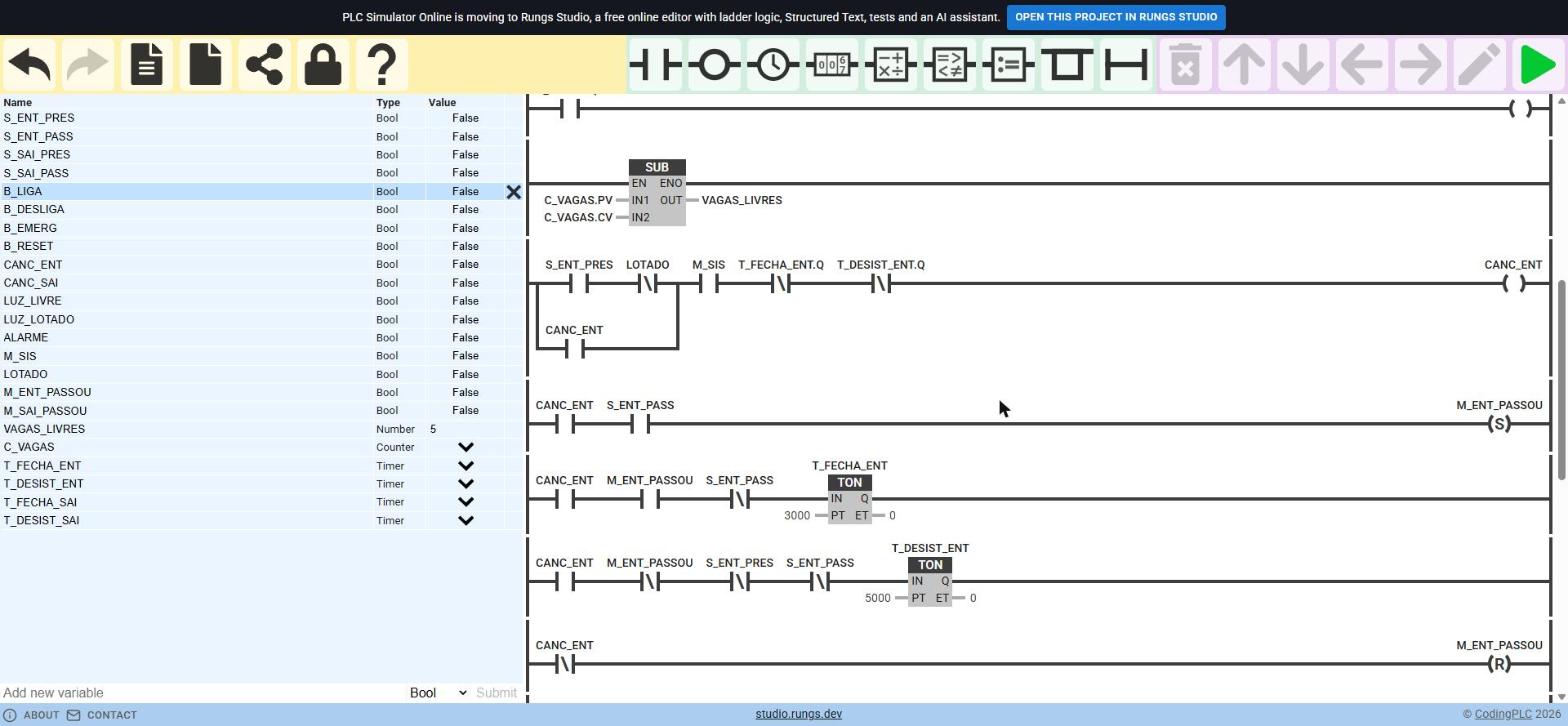 PLC Simulator Online is moving to Rungs Studio, a free online editor with ladder logic, Structured Text, tests and an AI assistant. OPEN THIS PROJECT IN RUNGS STUDIO
Name Type Value
S_ENT_PRES Bool False
S_ENT_PASS Bool False
S_SAI_PRES Bool False
S_SAI_PASS Bool False
B_LIGA Bool False
B_DESLIGA Bool False
B_EMERG Bool False
B_RESET Bool False
CANC_ENT Bool False
CANC_SAI Bool False
LUZ_LIVRE Bool False
LUZ_LOTADO Bool False
ALARME Bool False
M_SIS Bool False
LOTADO Bool False
M_ENT_PASSOU Bool False
M_SAI_PASSOU Bool False
VAGAS_LIVRES Number 5
C_VAGAS Counter
T_FECHA_ENT Timer
T_DESIST_ENT Timer
T_FECHA_SAI Timer
T_DESIST_SAI Timer
Add new variable Bool Submit
SUB
EN ENO
C_VAGAS.PV IN1 OUT VAGAS_LIVRES
C_VAGAS.CV IN2
S_ENT_PRES LOTADO M_SIS T_FECHA_ENT.Q T_DESIST_ENT.Q CANC_ENT
CANC_ENT
CANC_ENT S_ENT_PASS M_ENT_PASSOU
S
T_FECHA_ENT
CANC_ENT M_ENT_PASSOU S_ENT_PASS TON
IN Q
3000 PT ET 0
T_DESIST_ENT
CANC_ENT M_ENT_PASSOU S_ENT_PRES S_ENT_PASS TON
IN Q
5000 PT ET 0
CANC_ENT M_ENT_PASSOU
R
ABOUT CONTACT studio.rungs.dev © CodingPLC 2026